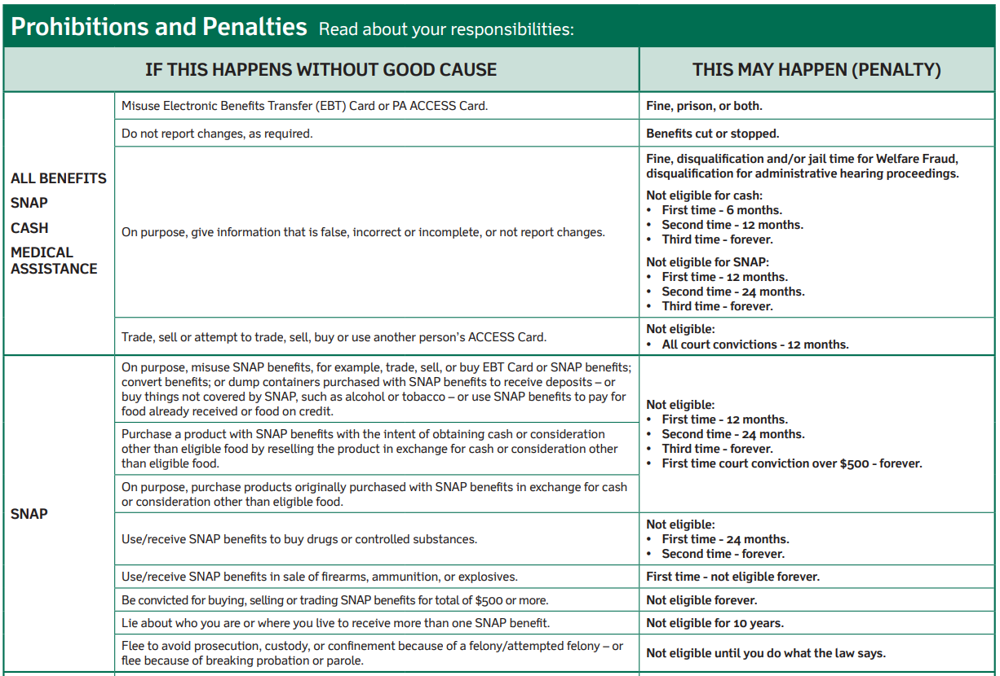 Prohibitions and Penalties Read about your responsibilities:
IF THIS HAPPENS WITHOUT GOOD CAUSE
THIS MAY HAPPEN (PENALTY)
ALL BENEFITS
SNAP
CASH
MEDICAL
ASSISTANCE
Misuse Electronic Benefits Transfer (EBT) Card or PA ACCESS Card.
Fine, prison, or both.
Do not report changes, as required.
Benefits cut or stopped.
On purpose, give information that is false, incorrect or incomplete, or not report changes.
Fine, disqualification and/or jail time for Welfare Fraud,
disqualification for administrative hearing proceedings.
Not eligible for cash:
• First time - 6 months.
• Second time - 12 months.
• Third time - forever.
Not eligible for SNAP:
• First time - 12 months.
• Second time - 24 months.
• Third time - forever.
Trade, sell or attempt to trade, sell, buy or use another person's ACCESS Card.
Not eligible:
• All court convictions - 12 months.
SNAP
On purpose, misuse SNAP benefits, for example, trade, sell, or buy EBT Card or SNAP benefits;
convert benefits; or dump containers purchased with SNAP benefits to receive deposits – or
buy things not covered by SNAP, such as alcohol or tobacco – or use SNAP benefits to pay for
food already received or food on credit.
Purchase a product with SNAP benefits with the intent of obtaining cash or consideration
other than eligible food by reselling the product in exchange for cash or consideration other
than eligible food.
On purpose, purchase products originally purchased with SNAP benefits in exchange for cash
or consideration other than eligible food.
Not eligible:
• First time - 12 months.
• Second time - 24 months.
• Third time - forever.
• First time court conviction over $500 - forever.
Use/receive SNAP benefits to buy drugs or controlled substances.
Not eligible:
• First time - 24 months.
• Second time - forever.
Use/receive SNAP benefits in sale of firearms, ammunition, or explosives.
First time - not eligible forever.
Be convicted for buying, selling or trading SNAP benefits for total of $500 or more.
Not eligible forever.
Lie about who you are or where you live to receive more than one SNAP benefit.
Not eligible for 10 years.
Flee to avoid prosecution, custody, or confinement because of a felony/attempted felony – or
flee because of breaking probation or parole.
Not eligible until you do what the law says.